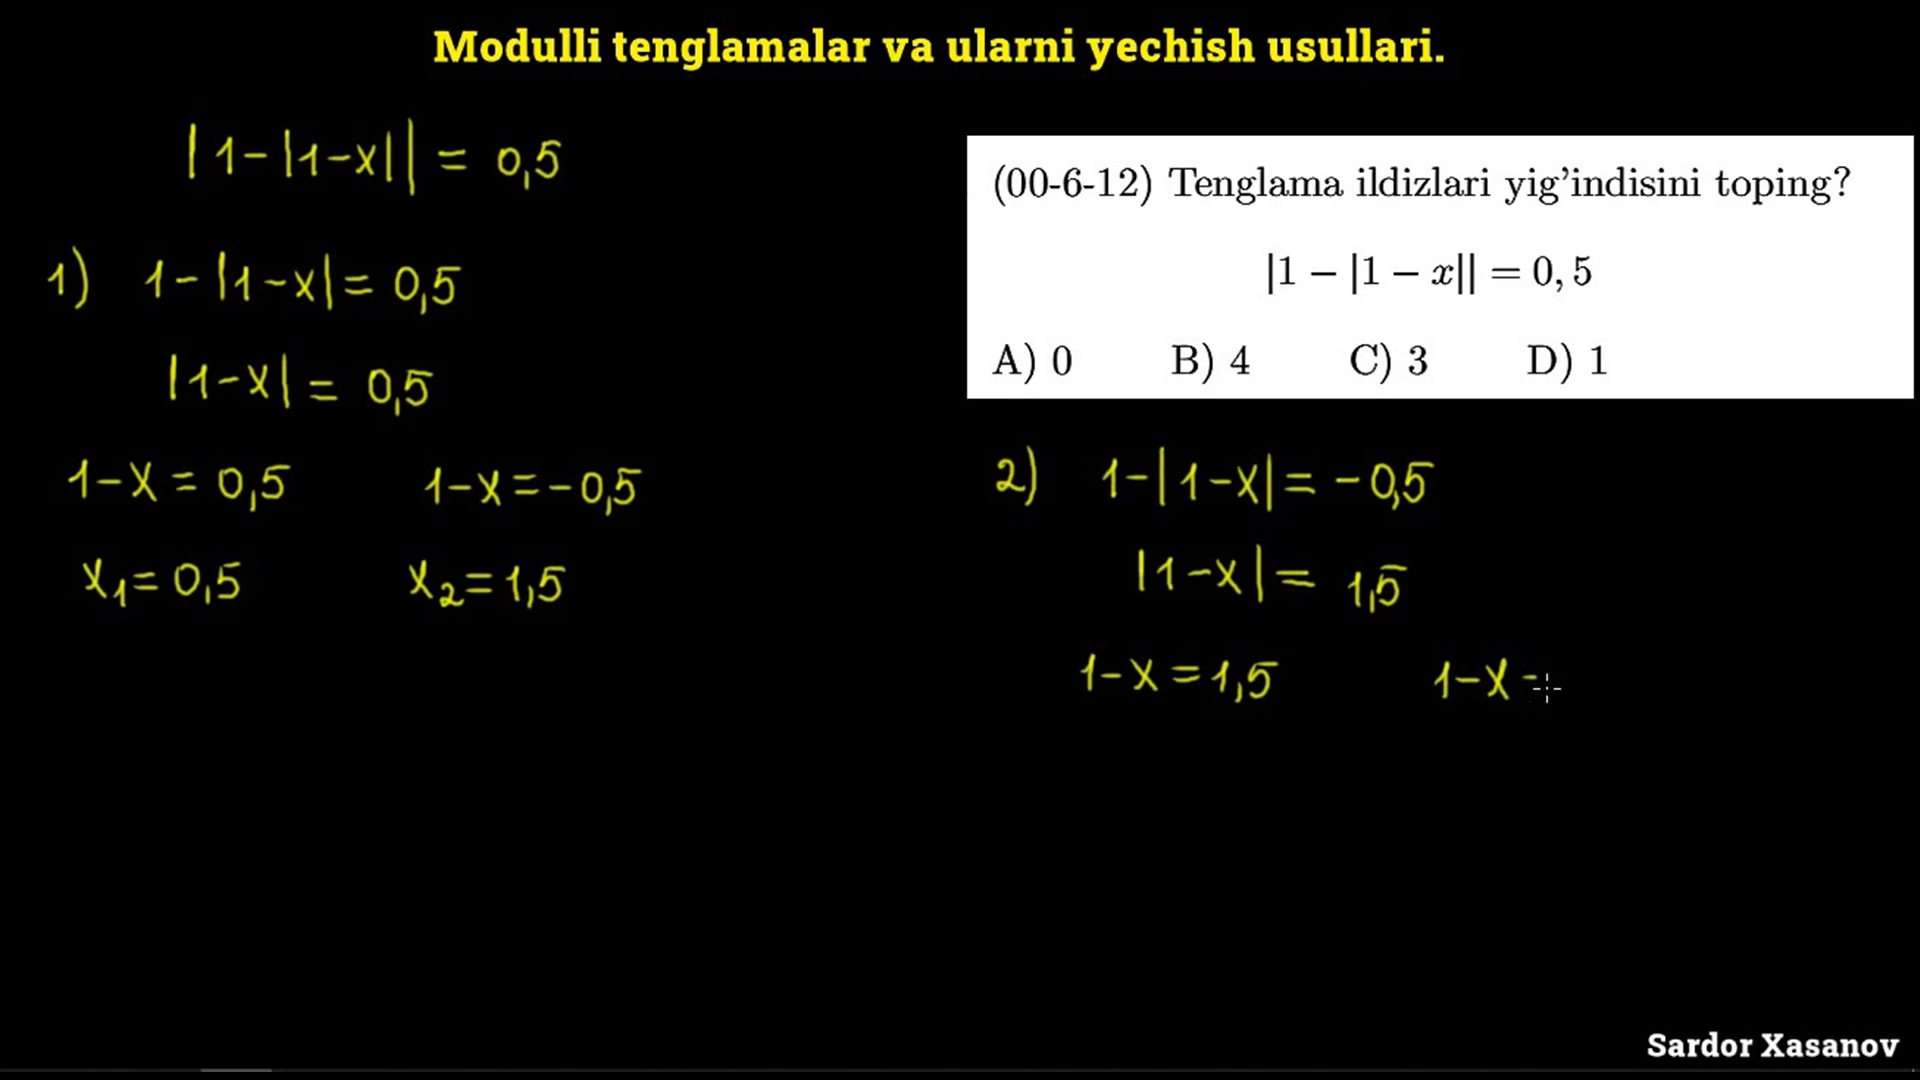 Modulli tenglamalar va ularni yechish usullari.
|1-|1-x|| = 0,5
1) 1-|1-x| = 0,5
|1-x| = 0,5
1-x = 0,5 1-x = -0,5
x₁ = 0,5 x₂ = 1,5
(00-6-12) Tenglama ildizlari yig’indisini toping?
|1 − |1 − x|| = 0, 5
A) 0 B) 4 C) 3 D) 1
2) 1-|1-x| = -0,5
|1-x| = 1,5
1-x = 1,5 1-x -
Sardor Xasanov